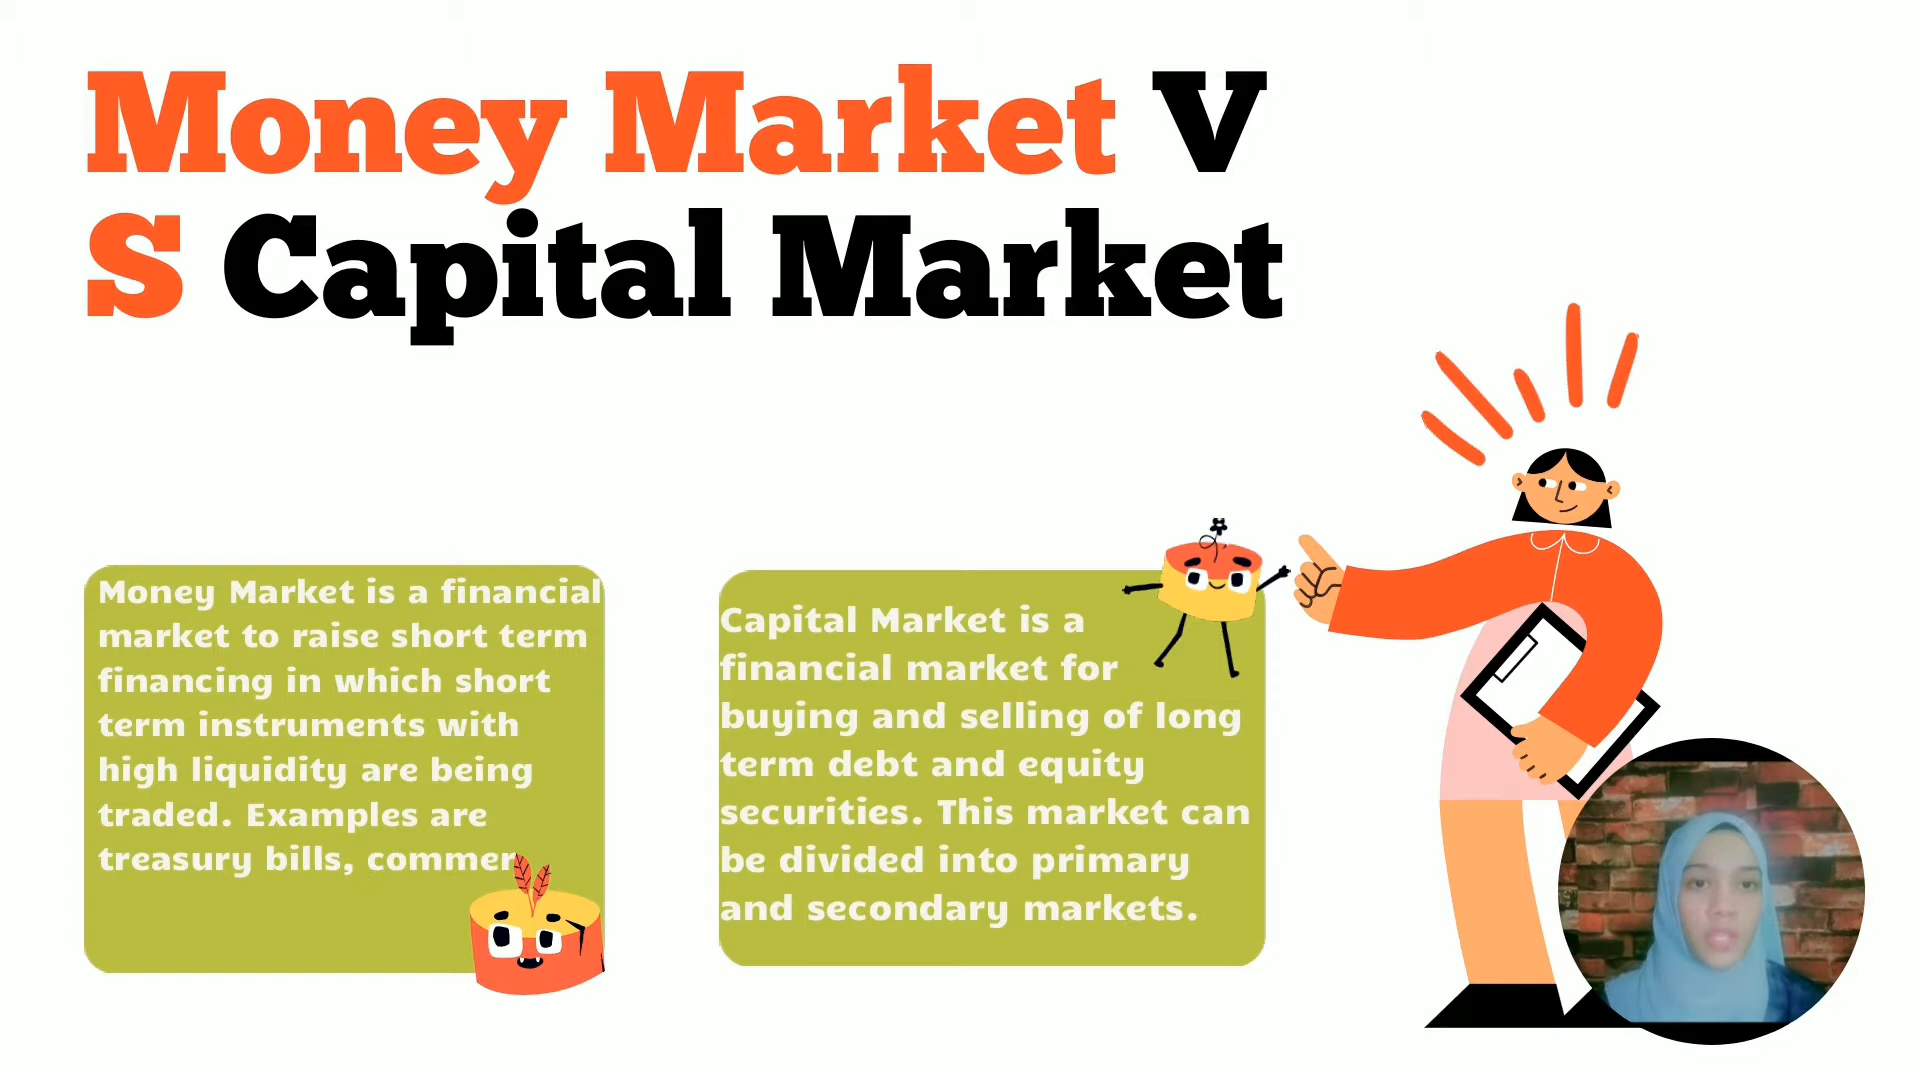 Money Market V
S Capital Market
Money Market is a financial
market to raise short term
financing in which short
term instruments with
high liquidity are being
traded. Examples are
treasury bills, commer
Capital Market is a
financial market for
buying and selling of long
term debt and equity
securities. This market can
be divided into primary
and secondary markets.